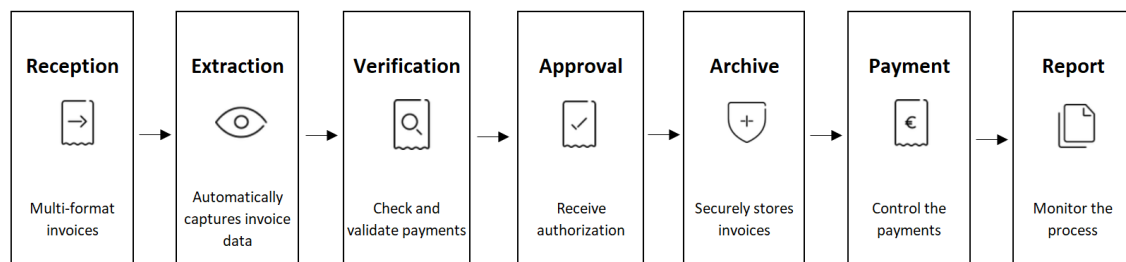 Reception
Multi-format
invoices
Extraction
Automatically
captures invoice
data
Verification
Check and
validate payments
Approval
Receive
authorization
Archive
Securely stores
invoices
Payment
€
Control the
payments
Report
Monitor the
process